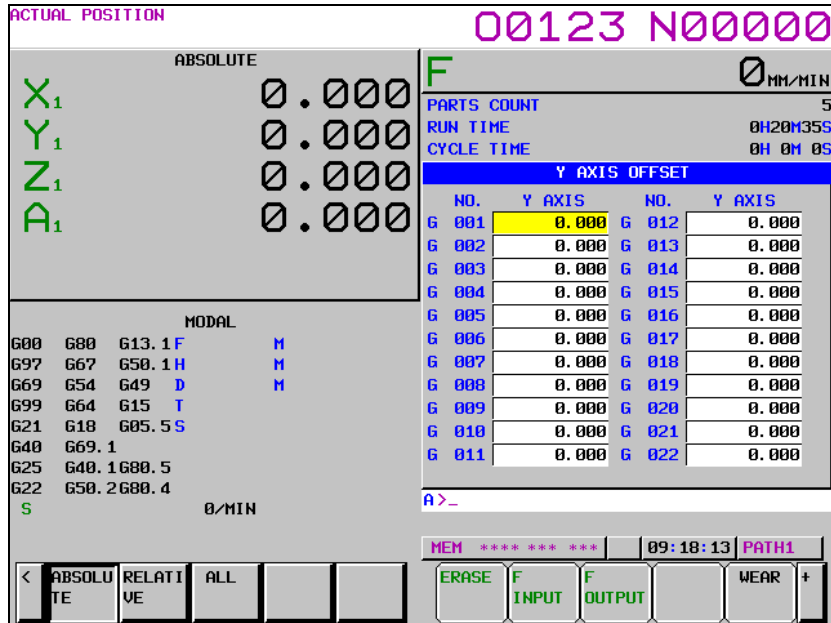 ACTUAL POSITION
O0123 N00000
ABSOLUTE
X1 0.000
Y1 0.000
Z1 0.000
A1 0.000
F 0 MM/MIN
PARTS COUNT 5
RUN TIME 0H20M35S
CYCLE TIME 0H 0M 0S
Y AXIS OFFSET
NO. Y AXIS NO. Y AXIS
G 001 0.000 G 012 0.000
G 002 0.000 G 013 0.000
G 003 0.000 G 014 0.000
G 004 0.000 G 015 0.000
G 005 0.000 G 016 0.000
G 006 0.000 G 017 0.000
G 007 0.000 G 018 0.000
G 008 0.000 G 019 0.000
G 009 0.000 G 020 0.000
G 010 0.000 G 021 0.000
G 011 0.000 G 022 0.000
MODAL
G00 G80 G13.1 F M
G97 G67 G50.1 H M
G69 G54 G49 D M
G99 G64 G15 T
G21 G18 G05.5 S
G40 G69.1
G25 G40.1 G80.5
G22 G50.2 G80.4
S 0/MIN
A>_
MEM **** *** *** 09:18:13 PATH1
< ABSOLU RELATI ALL
TE VE
ERASE F F WEAR +
INPUT OUTPUT